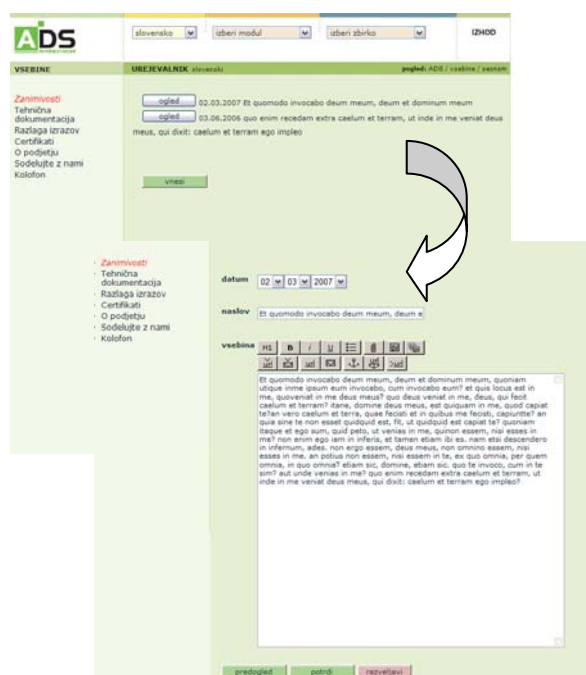 ADS
slovensko
izberi modul
izberi zbirko
IZHOD
VSEBINE
UREJEVALNIK slovenski
pogled: ADS / vsebine / seznam
Zanimivosti
Tehnična
dokumentacija
Razlaga izrazov
Certifikati
O podjetju
Sodelujte z nami
Kolofon
ogled 02.03.2007 Et quomodo invocabo deum meum, deum et dominum meum
ogled 03.06.2006 quo enim recedam extra caelum et terram, ut inde in me veniat deus
meus, qui dixit: caelum et terram ego impleo
vnesi
· Zanimivosti
· Tehnična
dokumentacija
· Razlaga izrazov
· Certifikati
· O podjetju
· Sodelujte z nami
· Kolofon
datum 02 03 2007
naslov Et quomodo invocabo deum meum, deum e
vsebina H1 B i U
url
Et quomodo invocabo deum meum, deum et dominum meum, quoniam
utique inme ipsum eum invocabo, cum invocabo eum? et quis locus est in
me, quoveniat in me deus meus? quo deus veniat in me, deus, qui fecit
caelum et terram? itane, domine deus meus, est quiquam in me, quod capiat
te?an vero caelum et terra, quae fecisti et in quibus me fecisti, capiuntte? an
quia sine te non esset quidquid est, fit, ut quidquid est capiat te? quoniam
itaque et ego sum, quid peto, ut venias in me, quinon essem, nisi esses in
me? non enim ego iam in inferis, et tamen etiam ibi es. nam etsi descendero
in infernum, ades. non ergo essem, deus meus, non omnino essem, nisi
esses in me. an potius non essem, nisi essem in te, ex quo omnia, per quem
omnia, in quo omnia? etiam sic, domine, etiam sic. quo te invoco, cum in te
sim? aut unde venias in me? quo enim recedam extra caelum et terram, ut
inde in me veniat deus meus, qui dixit: caelum et terram ego impleo?
predogled
potrdi
razveljavi